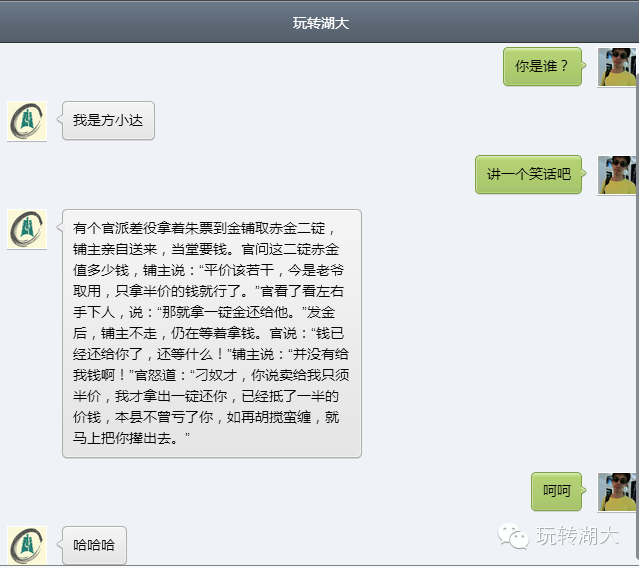 玩转湖大
你是谁？
我是方小达
讲一个笑话吧
有个官派差役拿着朱票到金铺取赤金二锭，
铺主亲自送来，当堂要钱。官问这二锭赤金
值多少钱，铺主说：“平价该若干，今是老爷
取用，只拿半价的钱就行了。”官看了看左右
手下人，说：“那就拿一锭金还给他。”发金
后，铺主不走，仍在等着拿钱。官说：“钱已
经还给你了，还等什么！”铺主说：“并没有给
我钱啊！”官怒道：“刁奴才，你说卖给我只须
半价，我才拿出一锭还你，已经抵了一半的
价钱，本县不曾亏了你，如再胡搅蛮缠，就
马上把你撵出去。”
呵呵
玩转湖大
哈哈哈